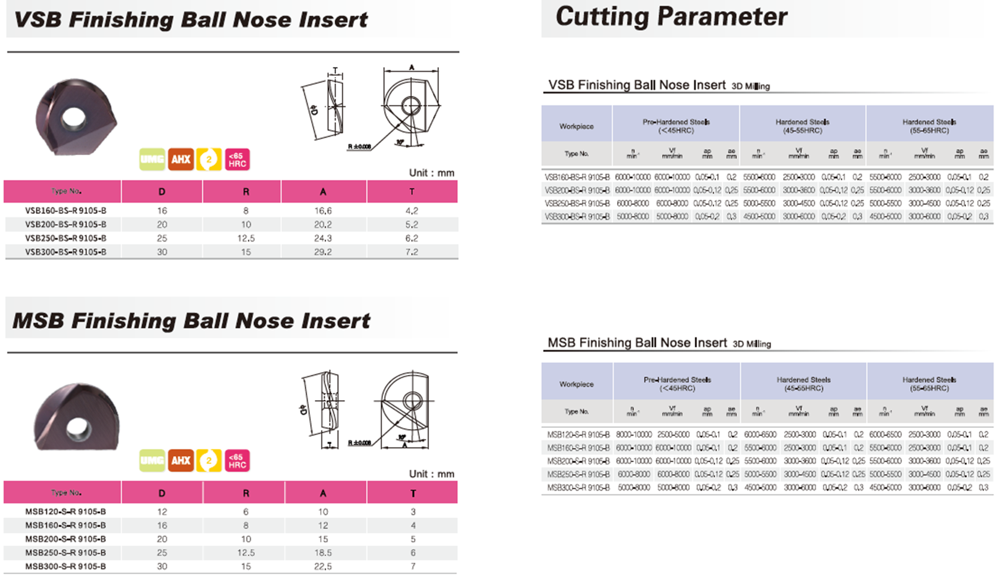 VSB Finishing Ball Nose Insert
T
A
φD
R ±0.008
10°
UMG AHX 2 <65 HRC
Unit : mm
Type No. D R A T
VSB160-BS-R 9105-B 16 8 16.6 4.2
VSB200-BS-R 9105-B 20 10 20.2 5.2
VSB250-BS-R 9105-B 25 12.5 24.3 6.2
VSB300-BS-R 9105-B 30 15 29.2 7.2
MSB Finishing Ball Nose Insert
φD
T
R ±0.008
10°
A
UMG AHX 2 <65 HRC
Unit : mm
Type No. D R A T
MSB120-S-R 9105-B 12 6 10 3
MSB160-S-R 9105-B 16 8 12 4
MSB200-S-R 9105-B 20 10 15 5
MSB250-S-R 9105-B 25 12.5 18.5 6
MSB300-S-R 9105-B 30 15 22.5 7
Cutting Parameter
VSB Finishing Ball Nose Insert 3D Milling
Workpiece Pre-Hardened Steels (<45HRC) Hardened Steels (45-55HRC) Hardened Steels (55-65HRC)
Type No. n min⁻¹ Vf mm/min ap mm ae mm n min⁻¹ Vf mm/min ap mm ae mm n min⁻¹ Vf mm/min ap mm ae mm
VSB160-BS-R 9105-B 6000-10000 6000-10000 0.05-0.1 0.2 5500-6000 2500-3000 0.05-0.1 0.2 5500-6000 2500-3000 0.05-0.1 0.2
VSB200-BS-R 9105-B 6000-10000 6000-10000 0.05-0.12 0.25 5500-6000 3000-3600 0.05-0.12 0.25 5500-6000 3000-3600 0.05-0.12 0.25
VSB250-BS-R 9105-B 6000-8000 6000-8000 0.05-0.12 0.25 5000-5500 3000-4500 0.05-0.12 0.25 5000-5500 3000-4500 0.05-0.12 0.25
VSB300-BS-R 9105-B 5000-8000 5000-8000 0.05-0.2 0.3 4500-5000 3000-6000 0.05-0.2 0.3 4500-5000 3000-6000 0.05-0.2 0.3
MSB Finishing Ball Nose Insert 3D Milling
Workpiece Pre-Hardened Steels (<45HRC) Hardened Steels (45-55HRC) Hardened Steels (55-65HRC)
Type No. n min⁻¹ Vf mm/min ap mm ae mm n min⁻¹ Vf mm/min ap mm ae mm n min⁻¹ Vf mm/min ap mm ae mm
MSB120-S-R 9105-B 8000-10000 2500-5000 0.05-0.1 0.2 6000-6500 2500-3000 0.05-0.1 0.2 6000-6500 2500-3000 0.05-0.1 0.2
MSB160-S-R 9105-B 6000-10000 6000-10000 0.05-0.1 0.2 5500-6000 2500-3000 0.05-0.1 0.2 5500-6000 2500-3000 0.05-0.1 0.2
MSB200-S-R 9105-B 6000-10000 6000-10000 0.05-0.12 0.25 5500-6000 3000-3600 0.05-0.12 0.25 5500-6000 3000-3600 0.05-0.12 0.25
MSB250-S-R 9105-B 6000-8000 6000-8000 0.05-0.12 0.25 5000-5500 3000-4500 0.05-0.12 0.25 5000-5500 3000-4500 0.05-0.12 0.25
MSB300-S-R 9105-B 5000-8000 5000-8000 0.05-0.2 0.3 4500-5000 3000-6000 0.05-0.2 0.3 4500-5000 3000-6000 0.05-0.2 0.3